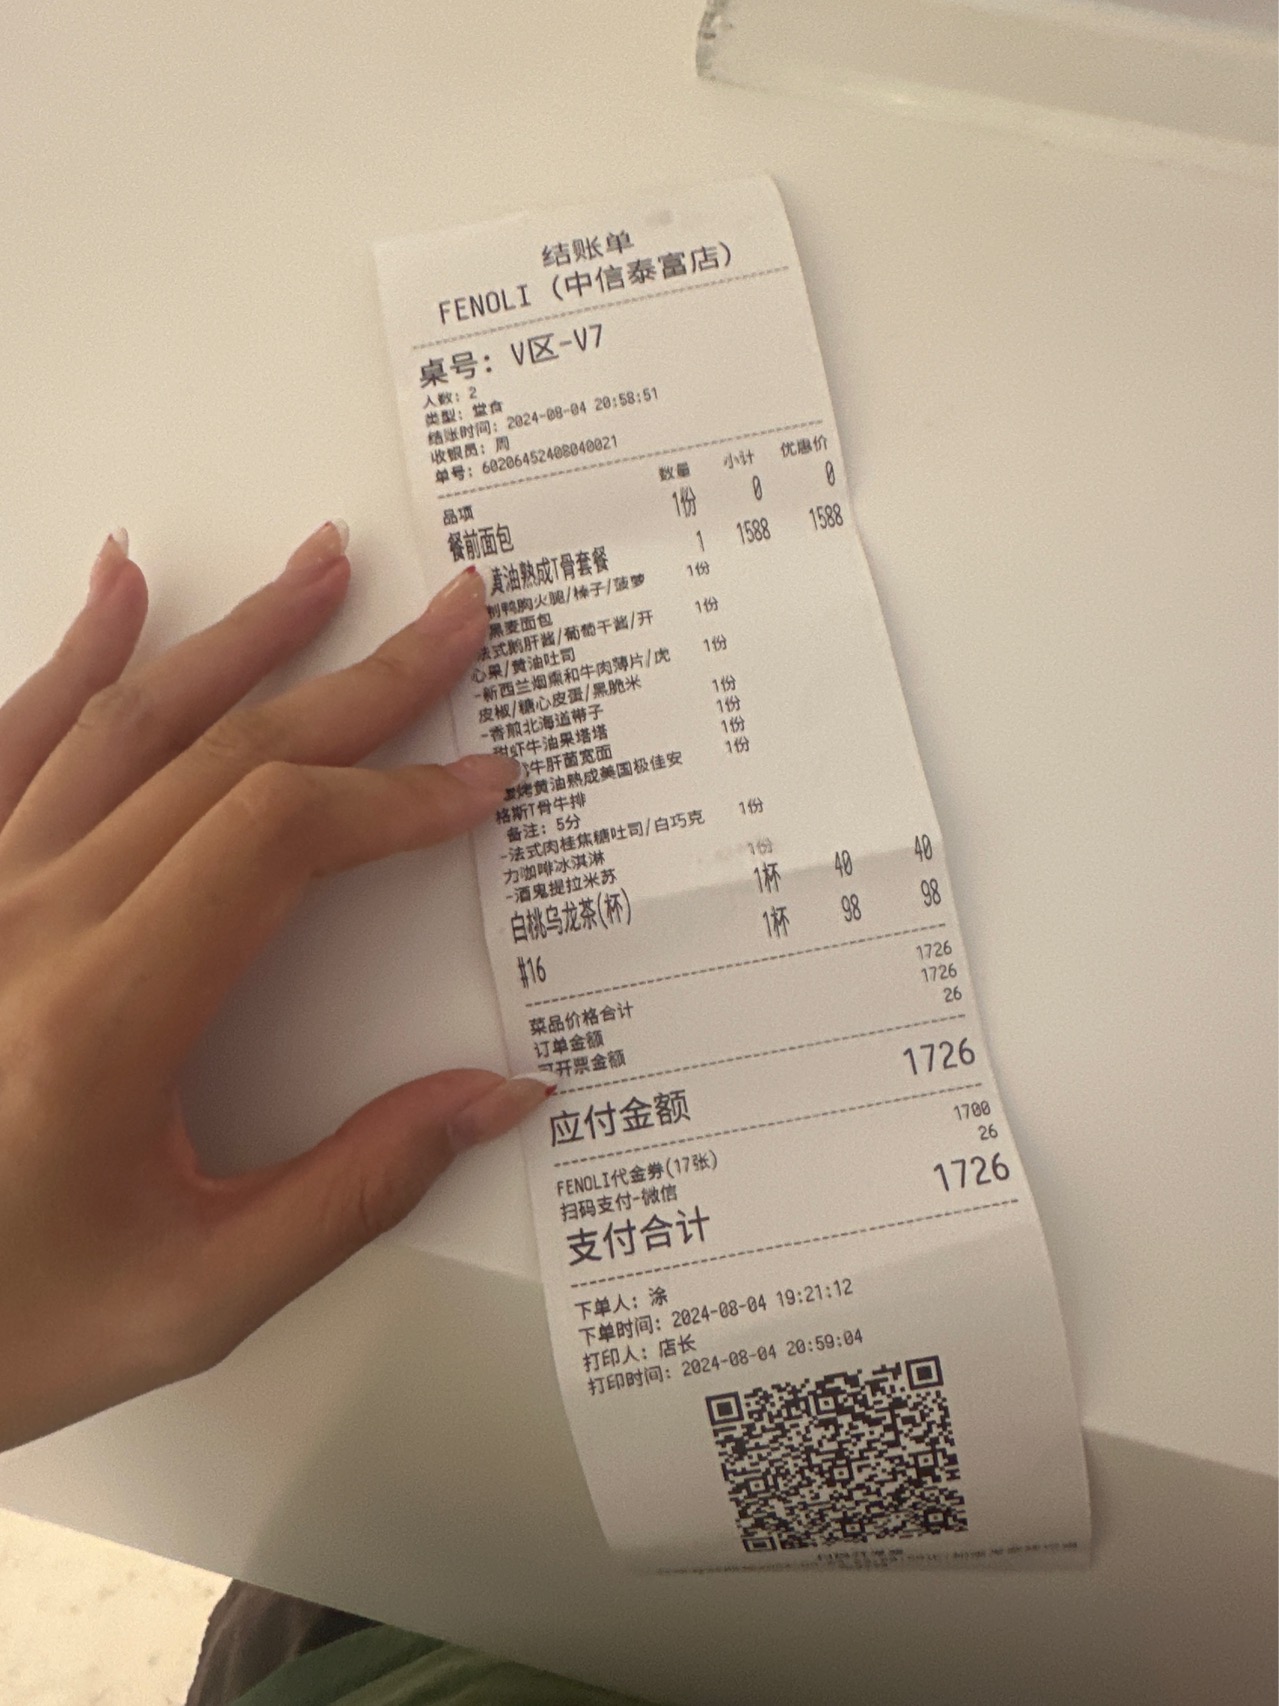 结账单
FENOLI（中信泰富店）
桌号：V区-V7
人数：2
类型：堂食
结账时间：2024-08-04 20:58:51
收银员：周
单号：60206452408040021
品项 数量 小计 优惠价
餐前面包 1份 0 0
黄油熟成T骨套餐 1 1588 1588
制鸭胸火腿/榛子/菠萝 1份
黑麦面包
法式鹅肝酱/葡萄干酱/开 1份
心果/黄油吐司
-新西兰烟熏和牛肉薄片/虎 1份
皮椒/糖心皮蛋/黑脆米
-香煎北海道带子 1份
甜虾牛油果塔塔 1份
牛肝菌宽面 1份
烤黄油熟成美国极佳安 1份
格斯T骨牛排
备注：5分
-法式肉桂焦糖吐司/白巧克 1份
力咖啡冰淇淋
-酒鬼提拉米苏 1份
白桃乌龙茶(杯) 1杯 40 40
#16 1杯 98 98
菜品价格合计 1726
订单金额 1726
可开票金额 26
应付金额 1726
FENOLI代金券(17张) 1700
扫码支付-微信 26
支付合计 1726
下单人：涂
下单时间：2024-08-04 19:21:12
打印人：店长
打印时间：2024-08-04 20:59:04